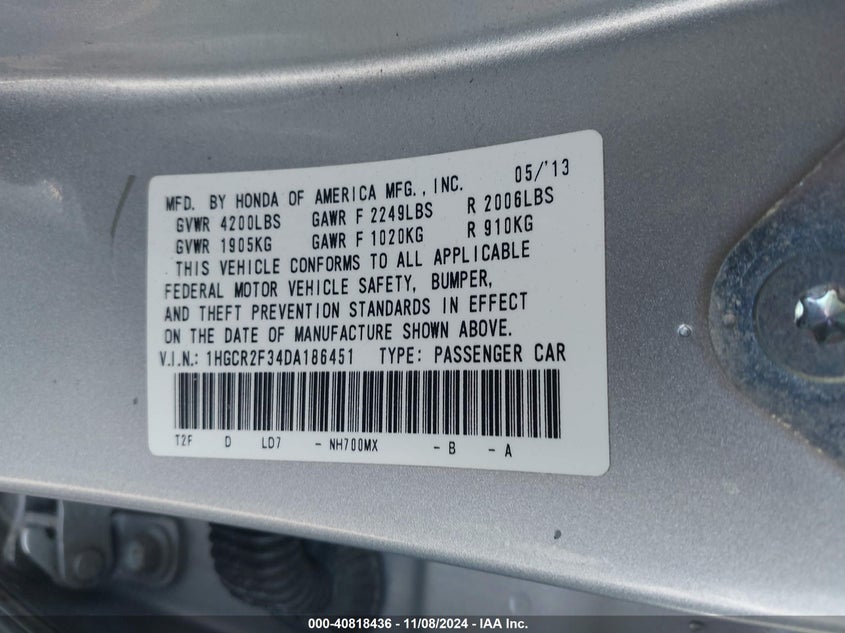 05/'13
MFD. BY HONDA OF AMERICA MFG., INC.
GVWR 4200LBS GAWR F 2249LBS R 2006LBS
GVWR 1905KG GAWR F 1020KG R 910KG
THIS VEHICLE CONFORMS TO ALL APPLICABLE
FEDERAL MOTOR VEHICLE SAFETY, BUMPER,
AND THEFT PREVENTION STANDARDS IN EFFECT
ON THE DATE OF MANUFACTURE SHOWN ABOVE.
V.I.N.: 1HGCR2F34DA186451 TYPE: PASSENGER CAR
T2F D LD7 - NH700MX - B - A
000-40818436 - 11/08/2024 - IAA Inc.